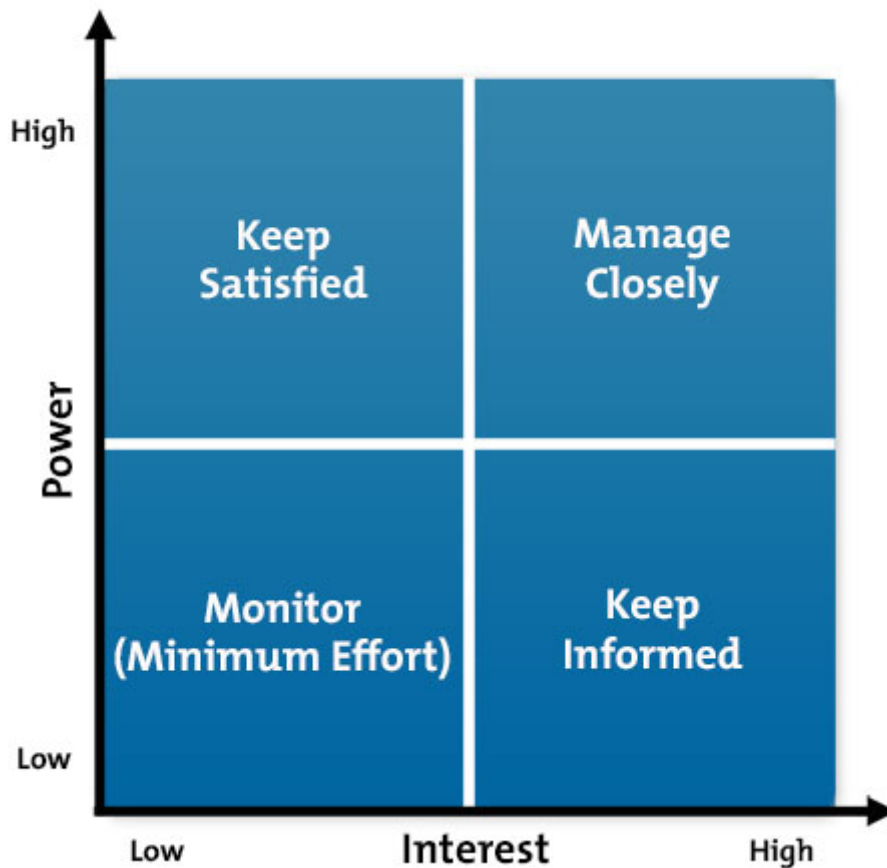 High
Keep
Satisfied
Manage
Closely
Power
Monitor
(Minimum Effort)
Keep
Informed
Low
Low
Interest
High